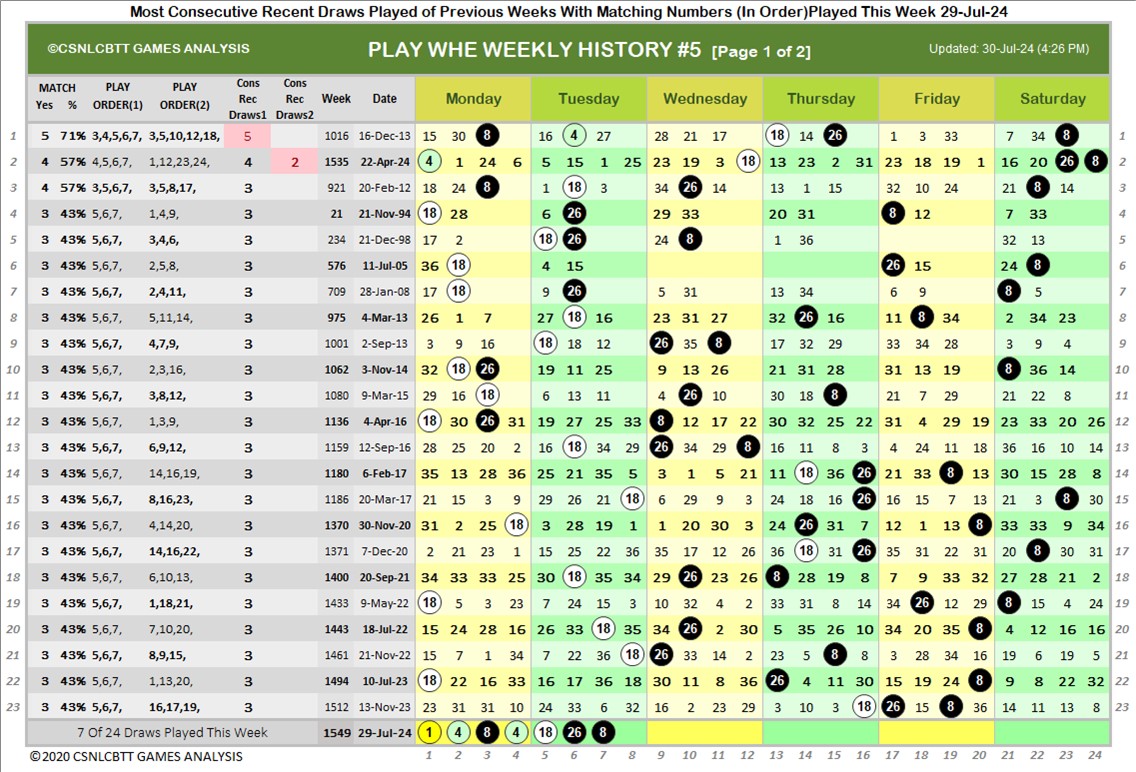 Most Consecutive Recent Draws Played of Previous Weeks With Matching Numbers (In Order)Played This Week 29-Jul-24
©CSNLCBTT GAMES ANALYSIS PLAY WHE WEEKLY HISTORY #5 [Page 1 of 2] Updated: 30-Jul-24 (4:26 PM)
MATCH Yes % PLAY ORDER(1) PLAY ORDER(2) Cons Rec Draws1 Cons Rec Draws2 Week Date Monday Tuesday Wednesday Thursday Friday Saturday
1 5 71% 3,4,5,6,7, 3,5,10,12,18, 5 1016 16-Dec-13 15 30 8 16 4 27 28 21 17 18 14 15 26 1 3 33 7 34 8 1
2 4 57% 4,5,6,7, 1,12,23,24, 4 2 1535 22-Apr-24 4 1 24 6 5 15 1 25 23 19 3 18 13 23 2 31 23 18 19 1 16 20 26 8 2
3 4 57% 3,5,6,7, 3,5,8,17, 3 921 20-Feb-12 18 24 8 1 18 3 34 26 14 13 1 15 32 10 24 21 8 14 3
4 3 43% 5,6,7, 1,4,9, 3 21 21-Nov-94 18 28 6 26 29 33 20 31 8 12 7 33 4
5 3 43% 5,6,7, 3,4,6, 3 234 21-Dec-98 17 2 18 26 24 8 1 36 32 13 5
6 3 43% 5,6,7, 2,5,8, 3 576 11-Jul-05 36 18 4 15 26 15 24 8 6
7 3 43% 5,6,7, 2,4,11, 3 709 28-Jan-08 17 18 9 26 5 31 13 34 6 9 8 5 7
8 3 43% 5,6,7, 5,11,14, 3 975 4-Mar-13 26 1 7 27 18 16 23 31 27 32 26 16 11 8 34 2 34 23 8
9 3 43% 5,6,7, 4,7,9, 3 1001 2-Sep-13 3 9 16 18 18 12 26 35 8 17 32 29 33 34 28 3 9 4 9
10 3 43% 5,6,7, 2,3,16, 3 1062 3-Nov-14 32 18 26 19 11 25 9 13 26 21 31 28 31 13 19 8 36 14 10
11 3 43% 5,6,7, 3,8,12, 3 1080 9-Mar-15 29 16 18 6 13 11 4 26 10 30 18 8 21 7 29 21 22 8 11
12 3 43% 5,6,7, 1,3,9, 3 1136 4-Apr-16 18 30 26 31 19 27 25 33 8 12 17 22 30 32 25 22 31 4 29 19 23 33 20 26 12
13 3 43% 5,6,7, 6,9,12, 3 1159 12-Sep-16 28 25 20 2 16 18 34 29 26 34 29 8 16 11 8 3 4 24 11 18 36 16 10 14 13
14 3 43% 5,6,7, 14,16,19, 3 1180 6-Feb-17 35 13 28 36 25 21 35 5 3 1 5 21 11 18 36 26 21 33 8 13 30 15 28 8 14
15 3 43% 5,6,7, 8,16,23, 3 1186 20-Mar-17 21 15 3 9 29 26 21 18 6 29 9 3 24 18 16 26 16 15 7 13 21 3 8 30 15
16 3 43% 5,6,7, 4,14,20, 3 1370 30-Nov-20 31 2 25 18 3 28 19 1 1 20 30 3 24 26 31 7 12 1 13 8 33 33 9 34 16
17 3 43% 5,6,7, 14,16,22, 3 1371 7-Dec-20 2 21 23 1 15 25 22 36 35 17 12 26 36 18 31 26 35 31 22 31 20 8 30 31 17
18 3 43% 5,6,7, 6,10,13, 3 1400 20-Sep-21 34 33 33 25 30 18 35 34 29 26 23 26 8 28 19 8 7 9 33 32 27 28 21 2 18
19 3 43% 5,6,7, 1,18,21, 3 1433 9-May-22 18 5 3 23 7 24 15 3 10 32 4 2 33 31 8 14 34 26 12 29 8 15 4 24 19
20 3 43% 5,6,7, 7,10,20, 3 1443 18-Jul-22 15 24 28 16 26 33 18 35 34 26 2 30 5 35 26 10 34 20 35 8 4 12 16 16 20
21 3 43% 5,6,7, 8,9,15, 3 1461 21-Nov-22 15 7 1 34 7 22 36 18 26 33 14 2 23 5 8 21 3 28 34 16 19 6 19 5 21
22 3 43% 5,6,7, 1,13,20, 3 1494 10-Jul-23 18 22 16 33 16 17 36 18 30 11 8 36 26 4 11 30 15 19 24 8 9 8 22 32 22
23 3 43% 5,6,7, 16,17,19, 3 1512 13-Nov-23 23 31 31 10 24 33 6 32 16 2 23 29 3 10 3 18 26 15 8 36 14 11 13 8 23
7 Of 24 Draws Played This Week 1549 29-Jul-24 1 4 8 4 18 26 8
©2020 CSNLCBTT GAMES ANALYSIS 1 2 3 4 5 6 7 8 9 10 11 12 13 14 15 16 17 18 19 20 21 22 23 24